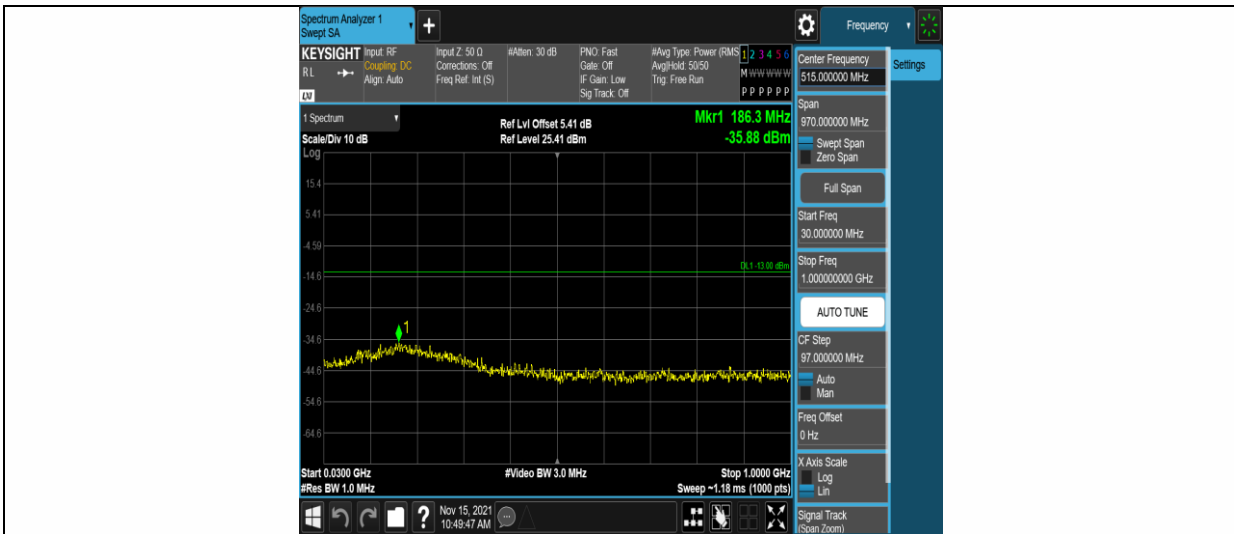 Spectrum Analyzer 1
Swept SA
+
Frequency
KEYSIGHT
RL
LXI
Input: RF
Coupling: DC
Align: Auto
Input Z: 50 Ω
Corrections: Off
Freq Ref: Int (S)
#Atten: 30 dB
PNO: Fast
Gate: Off
IF Gain: Low
Sig Track: Off
#Avg Type: Power (RMS
Avg|Hold: 50/50
Trig: Free Run
1 2 3 4 5 6
M W W W W W
P P P P P P
1 Spectrum
Scale/Div 10 dB
Log
Ref Lvl Offset 5.41 dB
Ref Level 25.41 dBm
Mkr1 186.3 MHz
-35.88 dBm
15.4
5.41
-4.59
DL1 -13.00 dBm
-14.6
-24.6
1
-34.6
-44.6
-54.6
-64.6
Start 0.0300 GHz
#Res BW 1.0 MHz
#Video BW 3.0 MHz
Stop 1.0000 GHz
Sweep ~1.18 ms (1000 pts)
?
Nov 15, 2021
10:49:47 AM
Center Frequency
515.000000 MHz
Settings
Span
970.000000 MHz
Swept Span
Zero Span
Full Span
Start Freq
30.000000 MHz
Stop Freq
1.000000000 GHz
AUTO TUNE
CF Step
97.000000 MHz
Auto
Man
Freq Offset
0 Hz
X Axis Scale
Log
Lin
Signal Track
(Span Zoom)